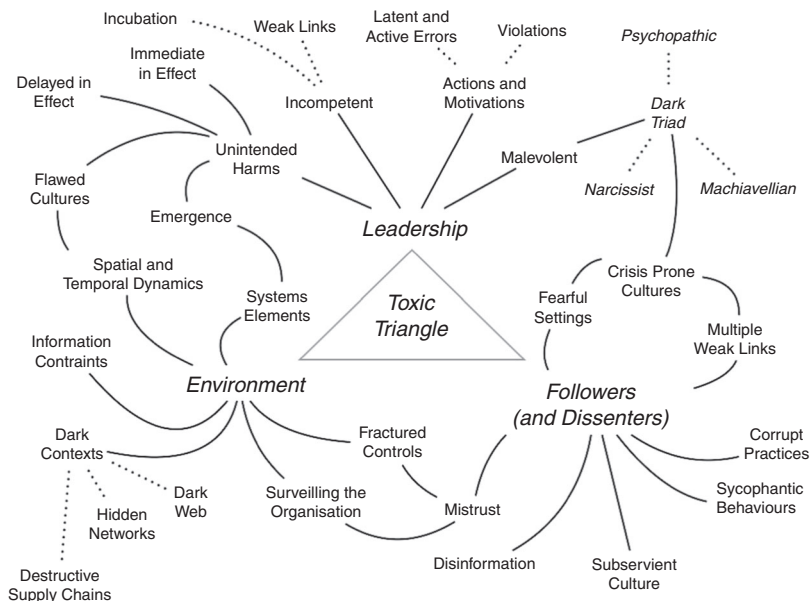 Incubation
Weak Links
Latent and
Active Errors
Violations
Psychopathic
Immediate
in Effect
Delayed in
Effect
Incompetent
Actions and
Motivations
Dark
Triad
Unintended
Harms
Malevolent
Flawed
Cultures
Narcissist
Machiavellian
Emergence
Leadership
Spatial and
Temporal Dynamics
Crisis Prone
Cultures
Systems
Elements
Toxic
Triangle
Fearful
Settings
Information
Contraints
Multiple
Weak Links
Environment
Followers
(and Dissenters)
Dark
Contexts
Fractured
Controls
Corrupt
Practices
Dark
Web
Surveilling the
Organisation
Mistrust
Sycophantic
Behaviours
Hidden
Networks
Disinformation
Subservient
Culture
Destructive
Supply Chains